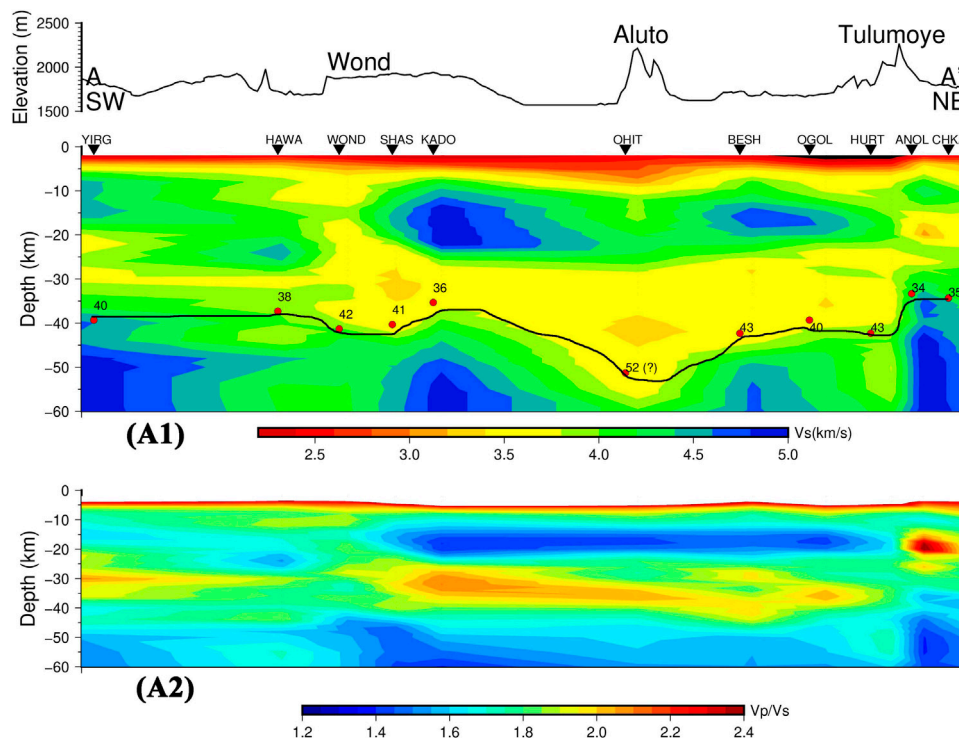 2500
Elevation (m)
2000
1500
A
SW
Wond
Aluto
Tulumoye
A'
NE
YIRG HAWA WOND SHAS KADO OHIT BESH OGOL HURT ANOL CHK
0
−10
−20
−30
−40
−50
−60
Depth (km)
40 38 42 41 36 52 (?) 43 40 43 34 35
(A1)
2.5 3.0 3.5 4.0 4.5 5.0
Vs(km/s)
0
−10
−20
−30
−40
−50
−60
Depth (km)
(A2)
1.2 1.4 1.6 1.8 2.0 2.2 2.4
Vp/Vs